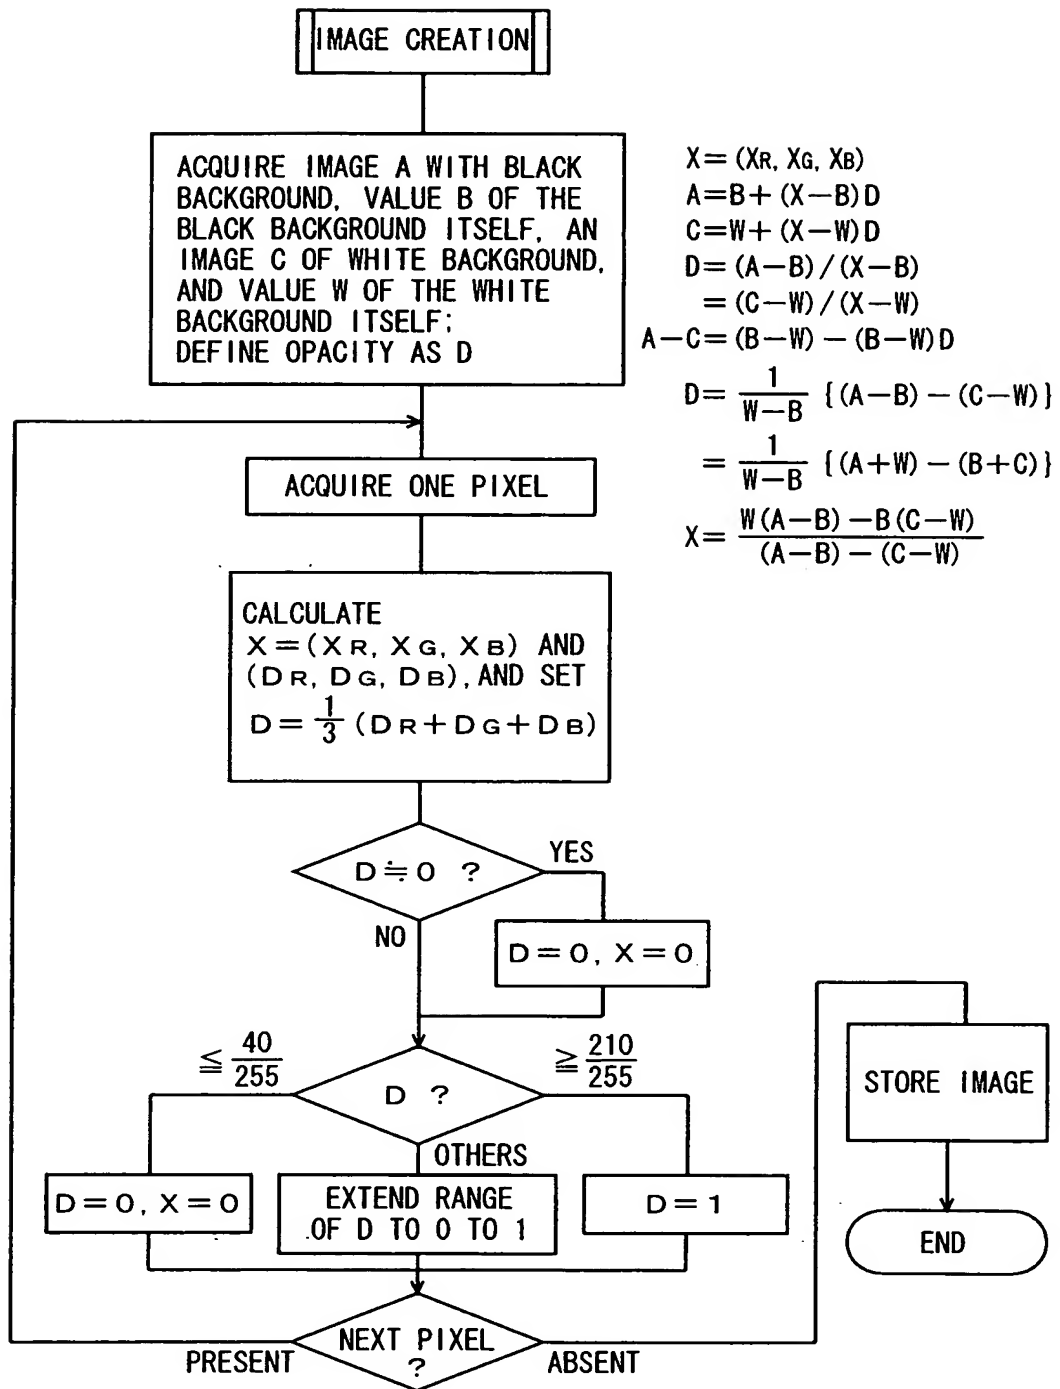 IMAGE CREATION
ACQUIRE IMAGE A WITH BLACK
BACKGROUND, VALUE B OF THE
BLACK BACKGROUND ITSELF, AN
IMAGE C OF WHITE BACKGROUND,
AND VALUE W OF THE WHITE
BACKGROUND ITSELF;
DEFINE OPACITY AS D
X=(XR, XG, XB)
A=B+(X−B)D
C=W+(X−W)D
D=(A−B)/(X−B)
=(C−W)/(X−W)
A−C=(B−W)−(B−W)D
D= 1/(W−B) {(A−B)−(C−W)}
= 1/(W−B) {(A+W)−(B+C)}
X= W(A−B)−B(C−W)
(A−B)−(C−W)
ACQUIRE ONE PIXEL
CALCULATE
X=(XR, XG, XB) AND
(DR, DG, DB), AND SET
D= 1/3 (DR+DG+DB)
D≒0 ?
YES
NO
D=0, X=0
≦ 40/255
≧ 210/255
D ?
OTHERS
D=0, X=0
EXTEND RANGE
OF D TO 0 TO 1
D=1
NEXT PIXEL
?
PRESENT
ABSENT
STORE IMAGE
END